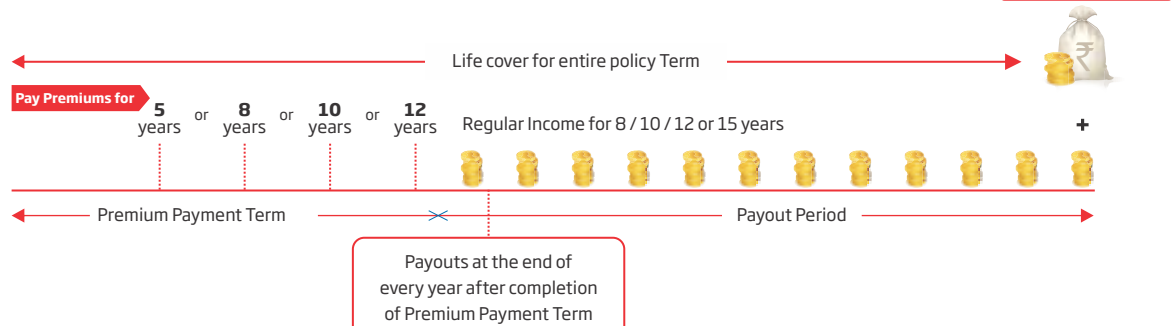 Life cover for entire policy Term
₹
Pay Premiums for
5 or 8 or 10 or 12
years years years years
Regular Income for 8 / 10 / 12 or 15 years
+
Premium Payment Term
Payout Period
Payouts at the end of
every year after completion
of Premium Payment Term